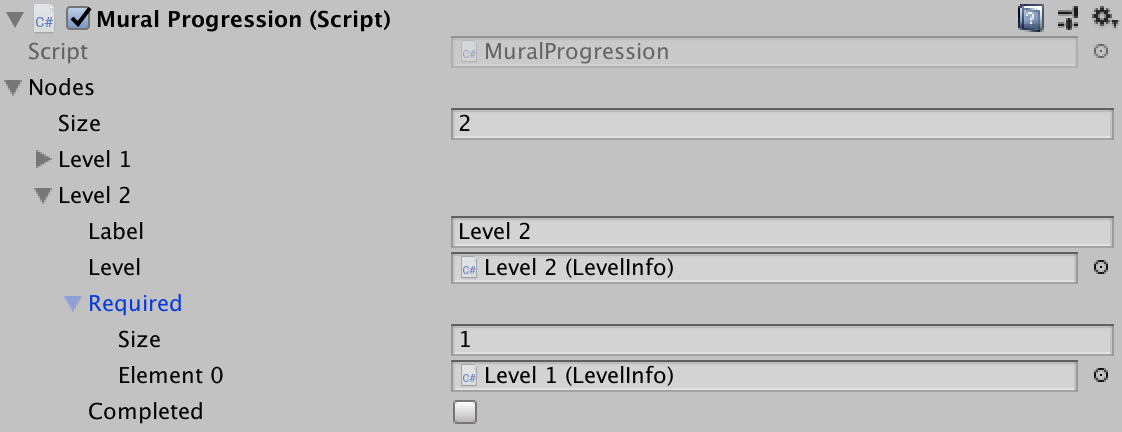 C# Mural Progression (Script)
Script C# MuralProgression
Nodes
Size 2
Level 1
Level 2
Label Level 2
Level C# Level 2 (LevelInfo)
Required
Size 1
Element 0 C# Level 1 (LevelInfo)
Completed